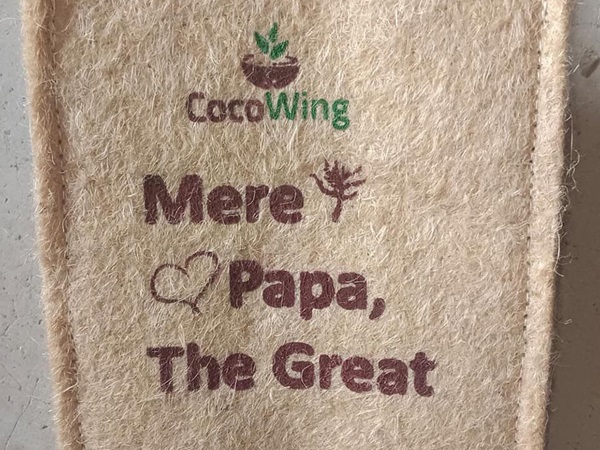 CocoWing
Mere
Papa,
The Great